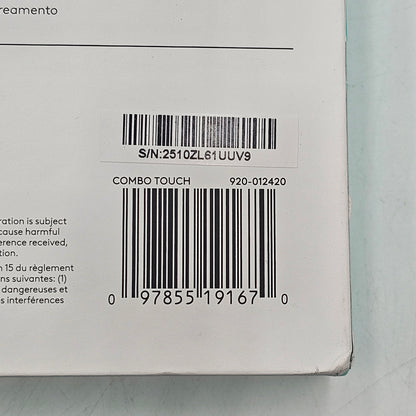 reamento
S/N:2510ZL61UUV9
COMBO TOUCH 920-012420
ration is subject
cause harmful
erence received,
tion.
n 15 du règlement
ns suivantes: (1)
dangereuses et
s interférences
0 97855 19167 0